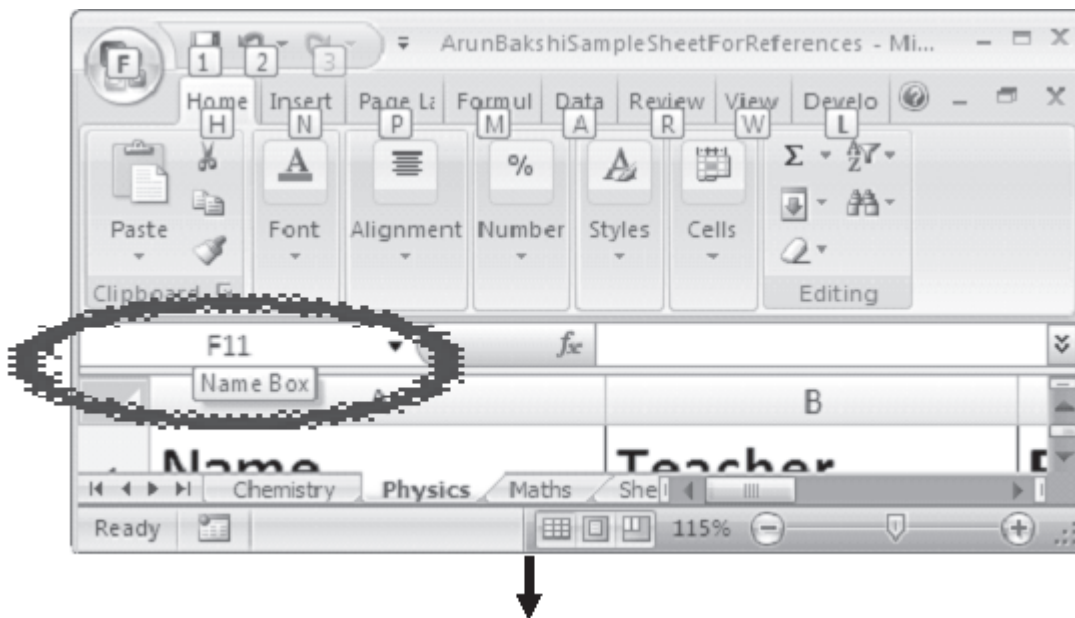 ArunBakshiSampleSheetForReferences - Mi...
F 1 2 3
Home Insert Page La Formul Data Review View Develo
H N P M A R W L
Paste Font Alignment Number Styles Cells
Clipboard Editing
F11 fx
Name Box
A B
Name Teacher
Chemistry Physics Maths She
Ready 115%